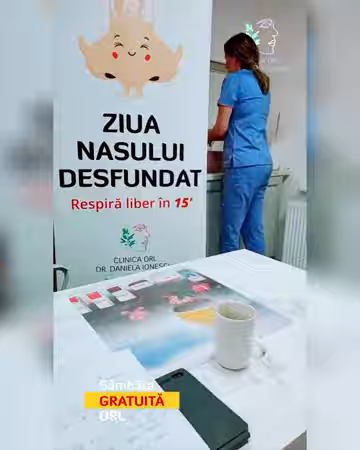 ZIUA
NASULUI
DESFUNDAT
Respiră liber în 15'
CLINICA ORL
DR. DANIELA IONESCU
Sâmbăta
GRATUITĂ
ORL